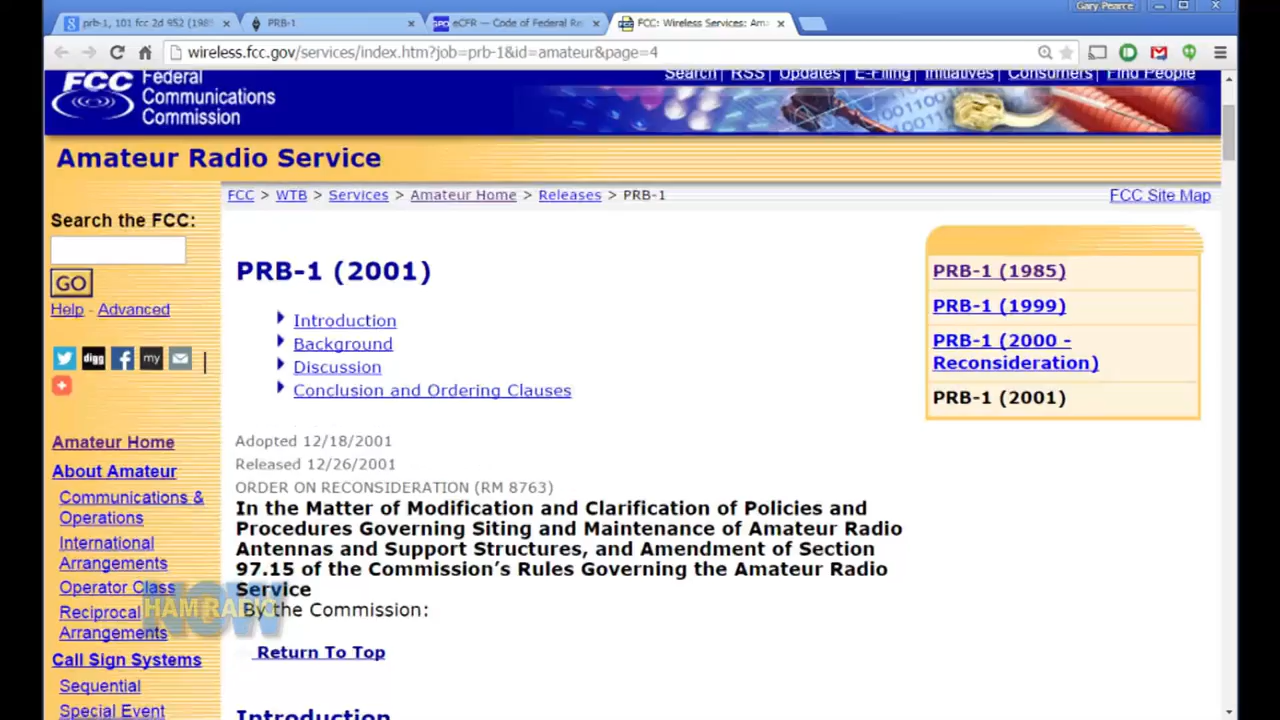 Gary Pearce
prb-1, 101 fcc 2d 952 (1985
PRB-1
eCFR — Code of Federal Re
FCC: Wireless Services: Ama
wireless.fcc.gov/services/index.htm?job=prb-1&id=amateur&page=4
Search | RSS | Updates | E-Filing | Initiatives | Consumers | Find People
FCC Federal
Communications
Commission
Amateur Radio Service
FCC > WTB > Services > Amateur Home > Releases > PRB-1
FCC Site Map
Search the FCC:
GO
Help - Advanced
digg
my
Amateur Home
About Amateur
Communications &
Operations
International
Arrangements
Operator Class
Reciprocal
Arrangements
Call Sign Systems
Sequential
Special Event
HAM RADIO
NOW
PRB-1 (2001)
Introduction
Background
Discussion
Conclusion and Ordering Clauses
Adopted 12/18/2001
Released 12/26/2001
ORDER ON RECONSIDERATION (RM 8763)
In the Matter of Modification and Clarification of Policies and
Procedures Governing Siting and Maintenance of Amateur Radio
Antennas and Support Structures, and Amendment of Section
97.15 of the Commission’s Rules Governing the Amateur Radio
Service
By the Commission:
Return To Top
Introduction
PRB-1 (1985)
PRB-1 (1999)
PRB-1 (2000 -
Reconsideration)
PRB-1 (2001)